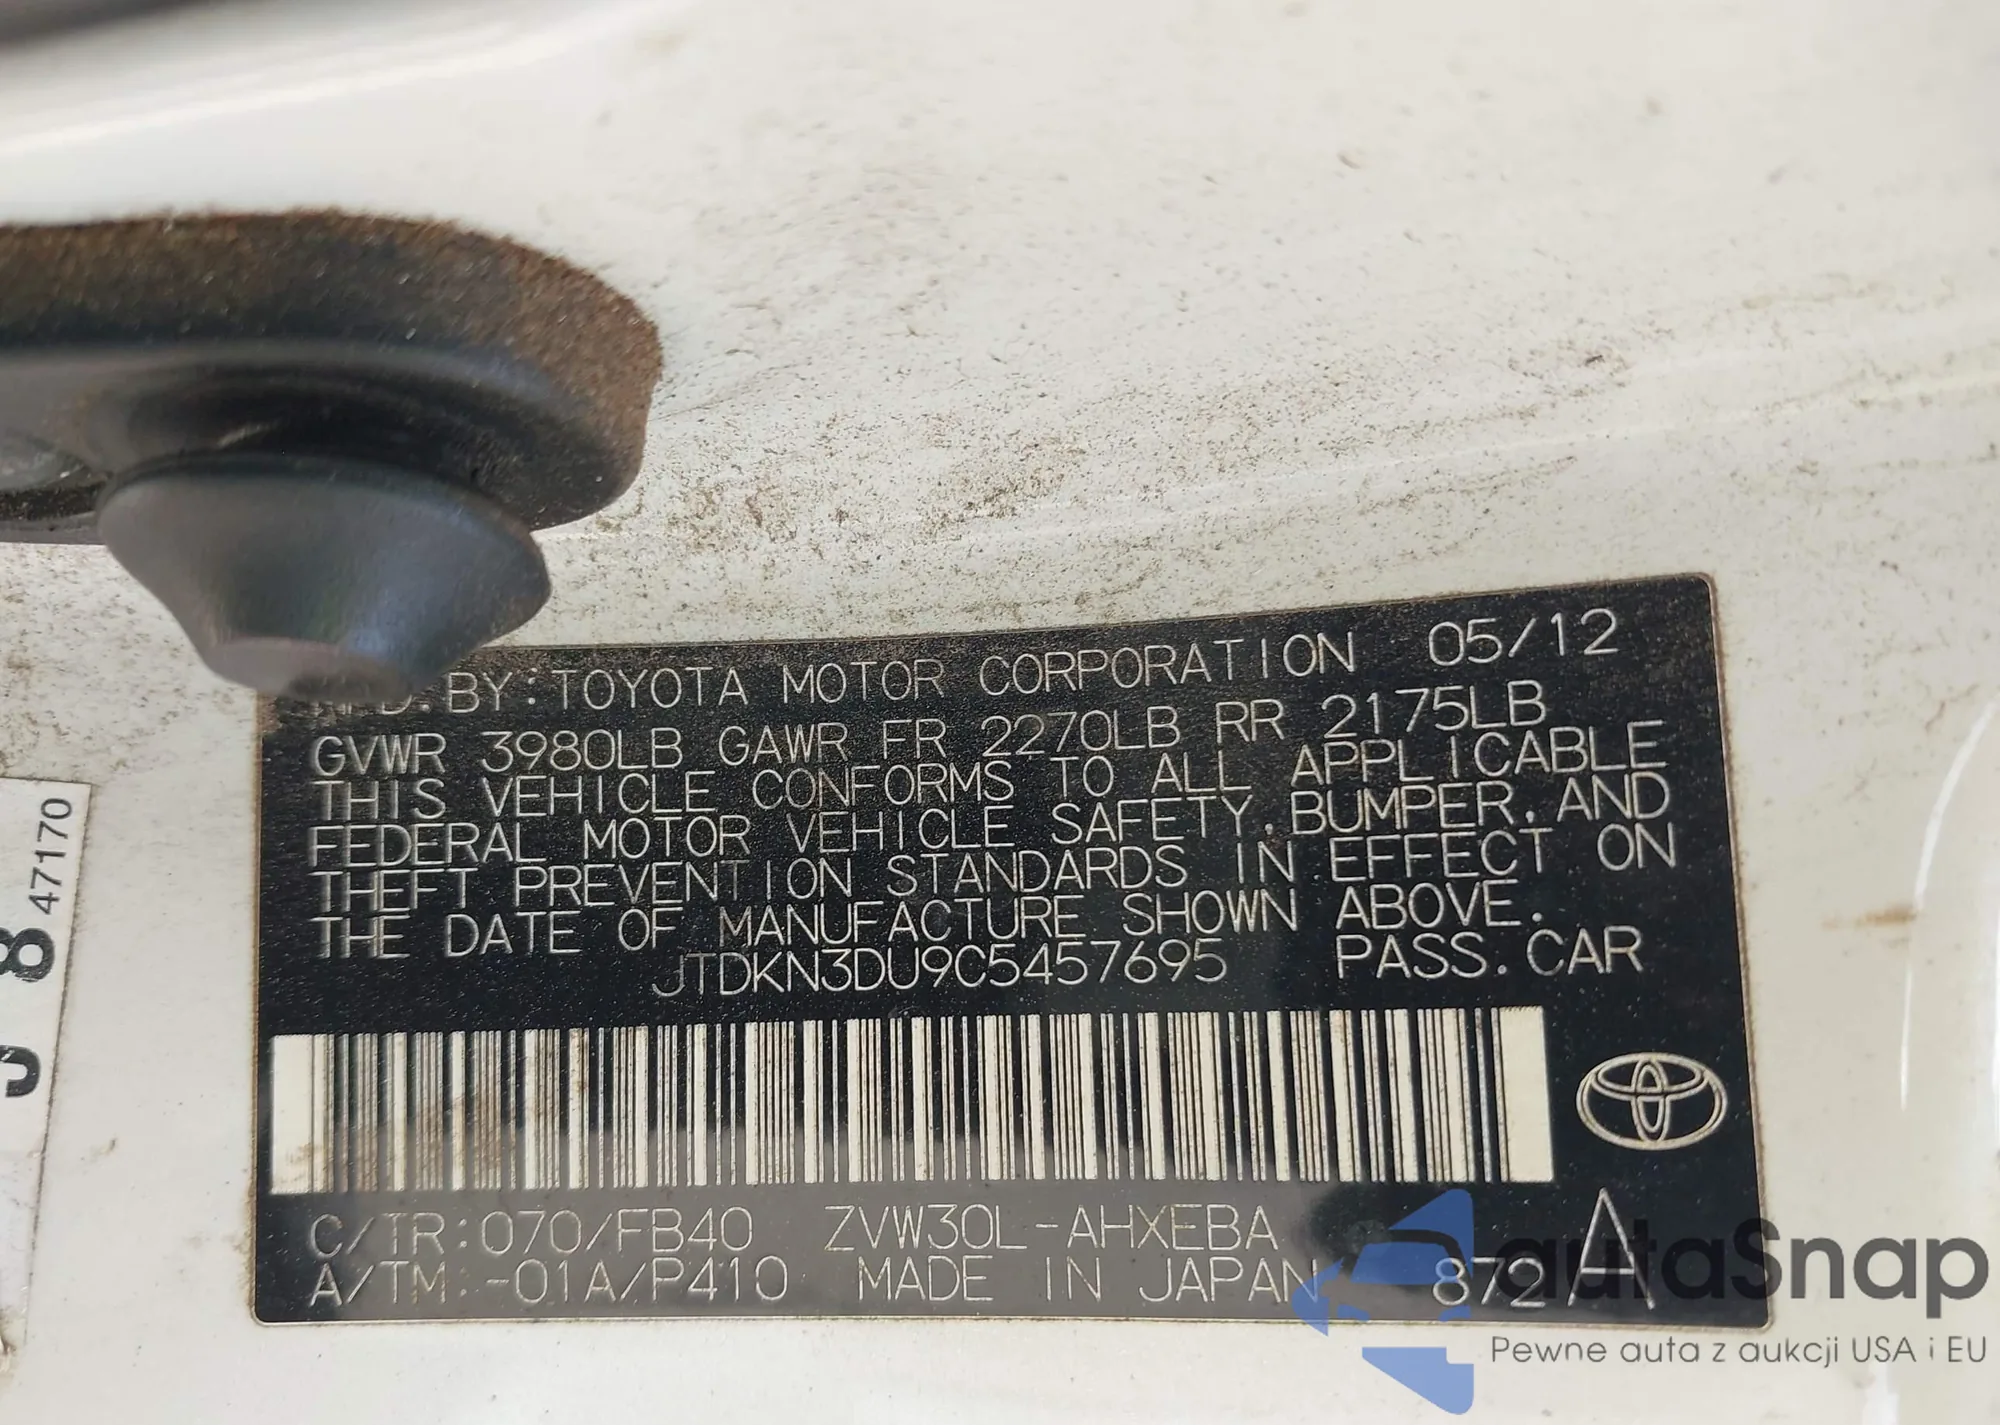 BY:TOYOTA MOTOR CORPORATION 05/12
GVWR 3980LB GAWR FR 2270LB RR 2175LB
THIS VEHICLE CONFORMS TO ALL APPLICABLE
FEDERAL MOTOR VEHICLE SAFETY, BUMPER, AND
THEFT PREVENTION STANDARDS IN EFFECT ON
THE DATE OF MANUFACTURE SHOWN ABOVE.
JTDKN3DU9C5457695 PASS.CAR
C/TR:070/FB40 ZVW30L-AHXEBA
A/TM:-01A/P410 MADE IN JAPAN 872A
8 47170
autaSnap
Pewne auta z aukcji USA i EU